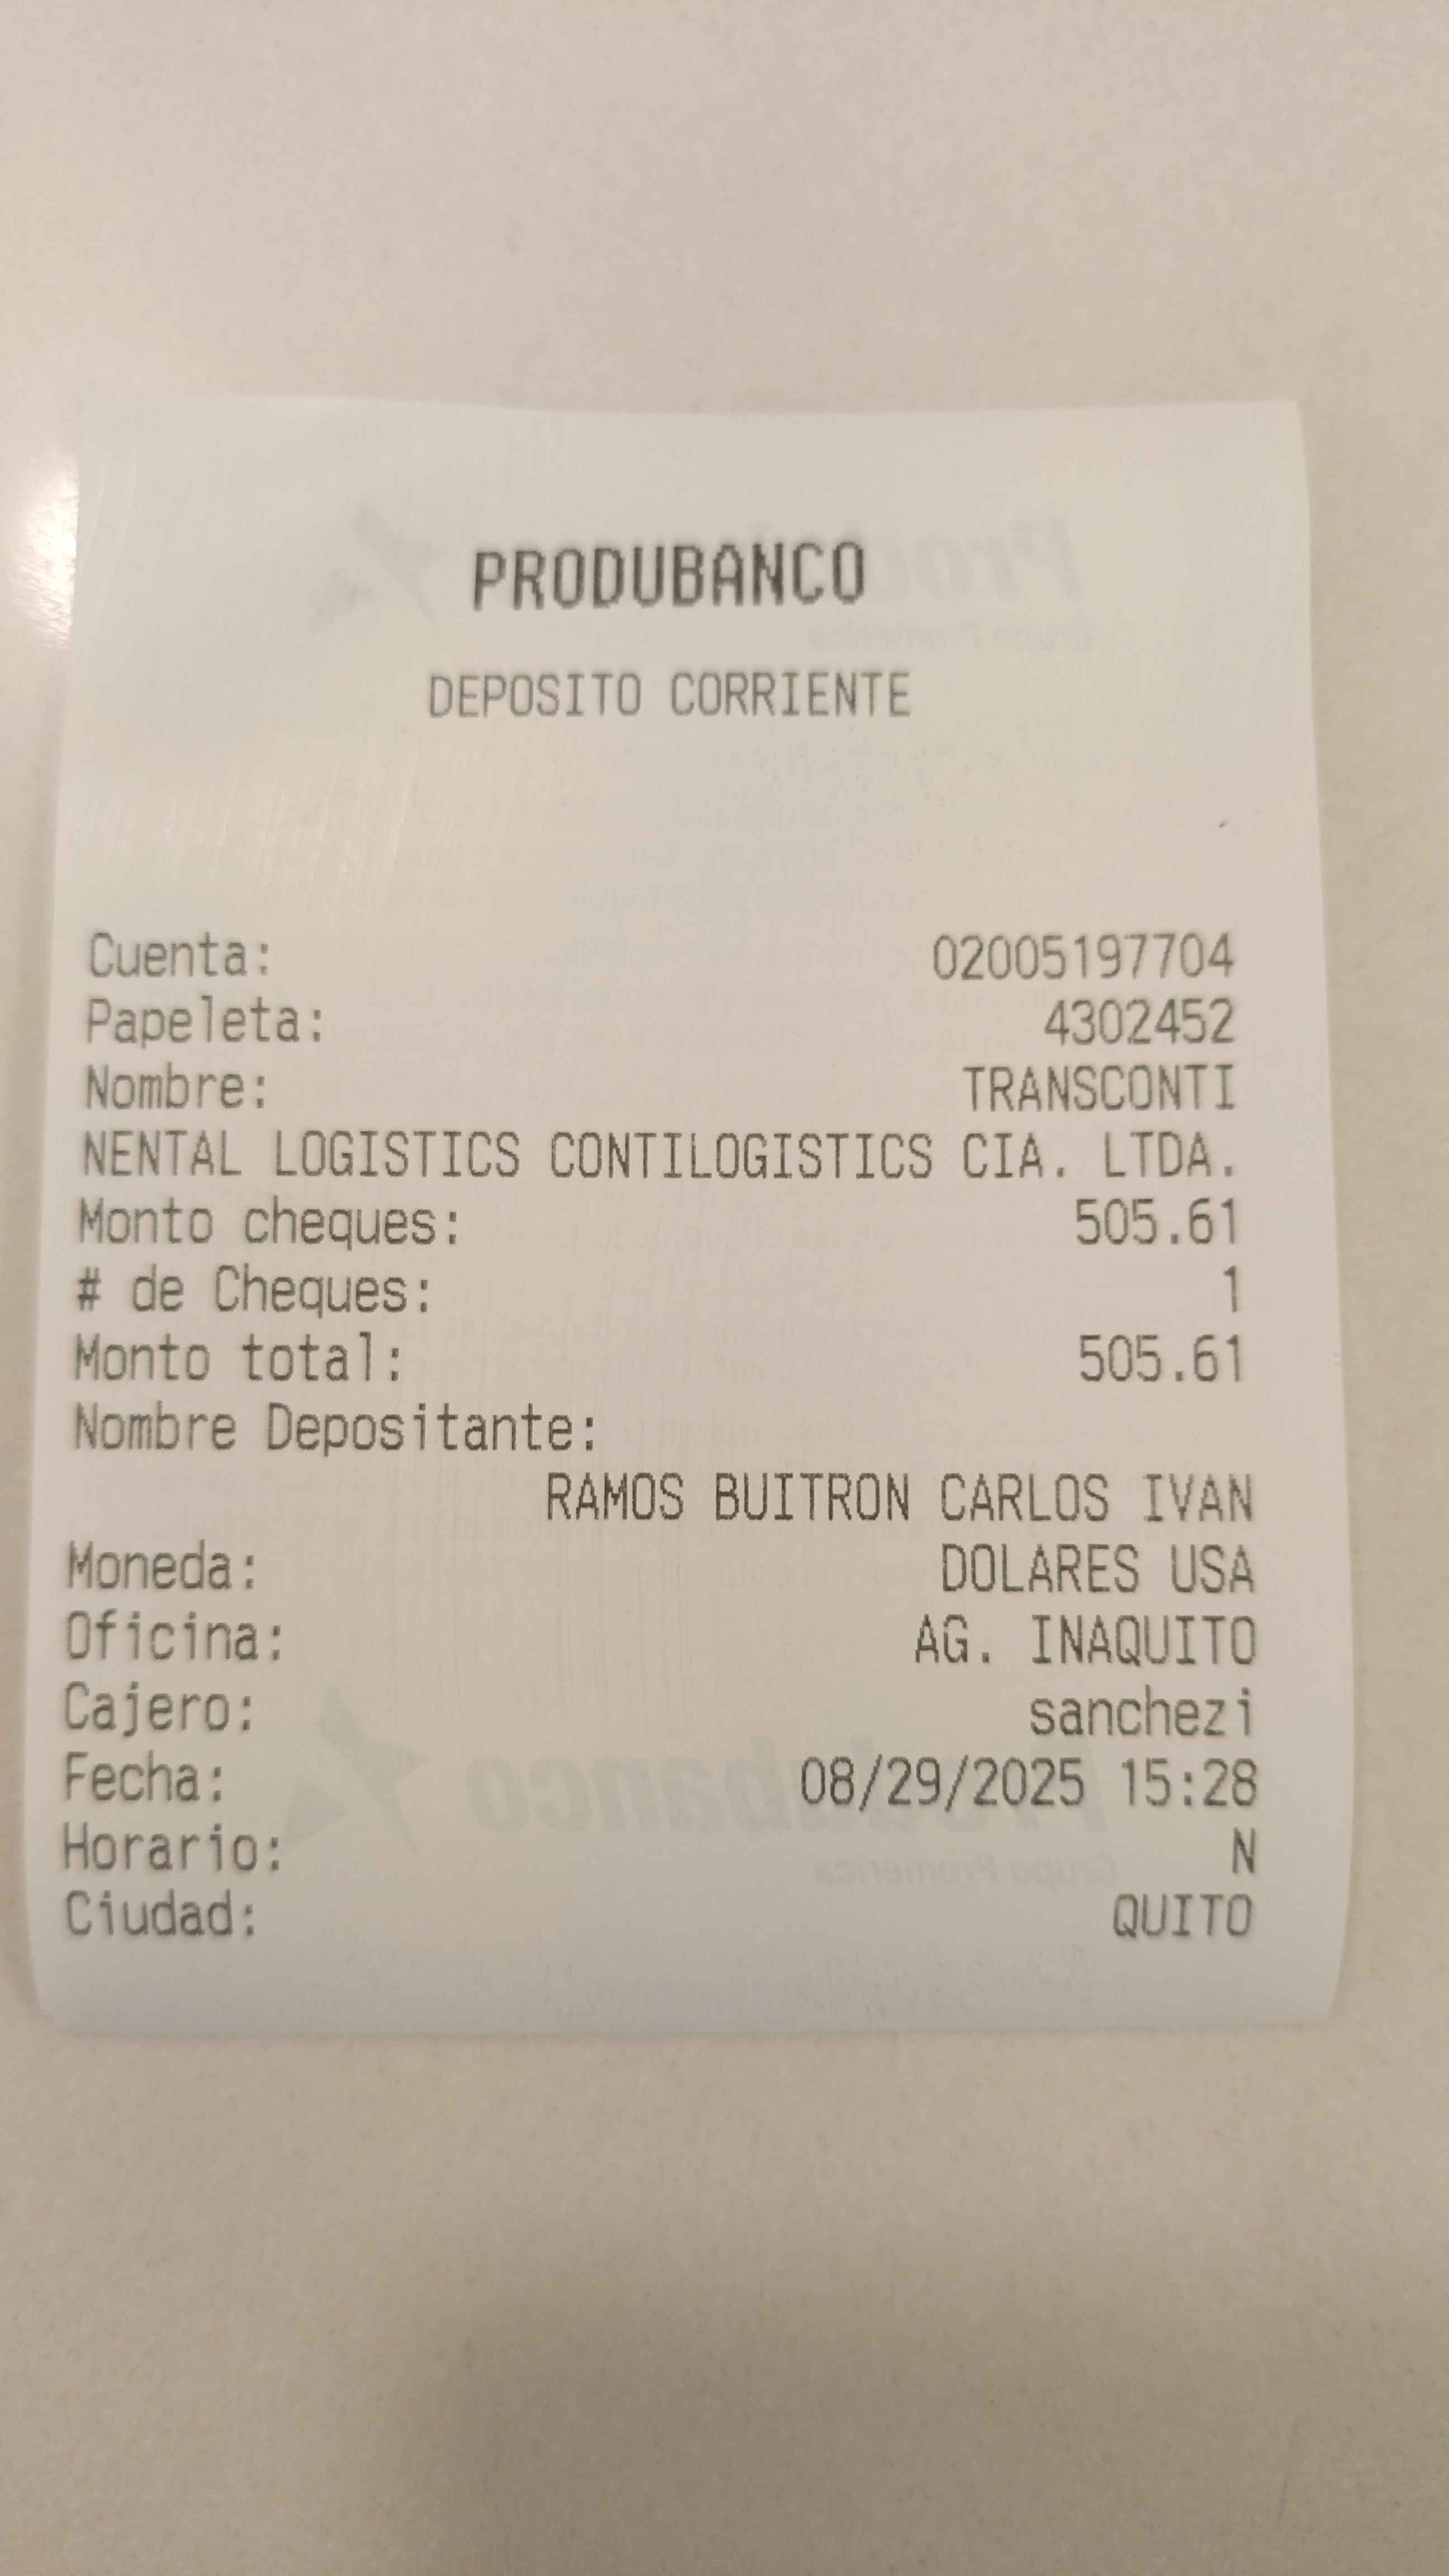 PRODUBANCO
DEPOSITO CORRIENTE
Cuenta: 02005197704
Papeleta: 4302452
Nombre: TRANSCONTI
NENTAL LOGISTICS CONTILOGISTICS CIA. LTDA.
Monto cheques: 505.61
# de Cheques: 1
Monto total: 505.61
Nombre Depositante:
RAMOS BUITRON CARLOS IVAN
Moneda: DOLARES USA
Oficina: AG. INAQUITO
Cajero: sanchezi
Fecha: 08/29/2025 15:28
Horario: N
Ciudad: QUITO